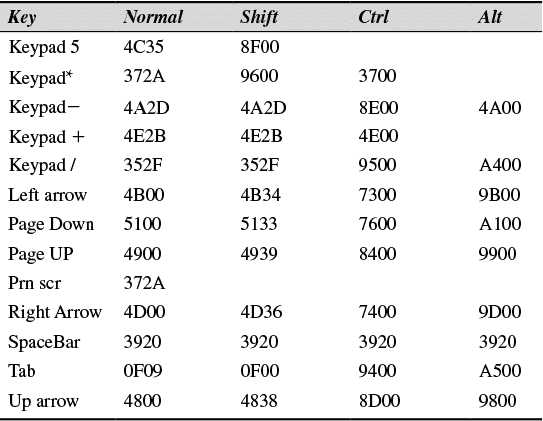 Key Normal Shift Ctrl Alt
Keypad 5 4C35 8F00
Keypad* 372A 9600 3700
Keypad− 4A2D 4A2D 8E00 4A00
Keypad + 4E2B 4E2B 4E00
Keypad / 352F 352F 9500 A400
Left arrow 4B00 4B34 7300 9B00
Page Down 5100 5133 7600 A100
Page UP 4900 4939 8400 9900
Prn scr 372A
Right Arrow 4D00 4D36 7400 9D00
SpaceBar 3920 3920 3920 3920
Tab 0F09 0F00 9400 A500
Up arrow 4800 4838 8D00 9800